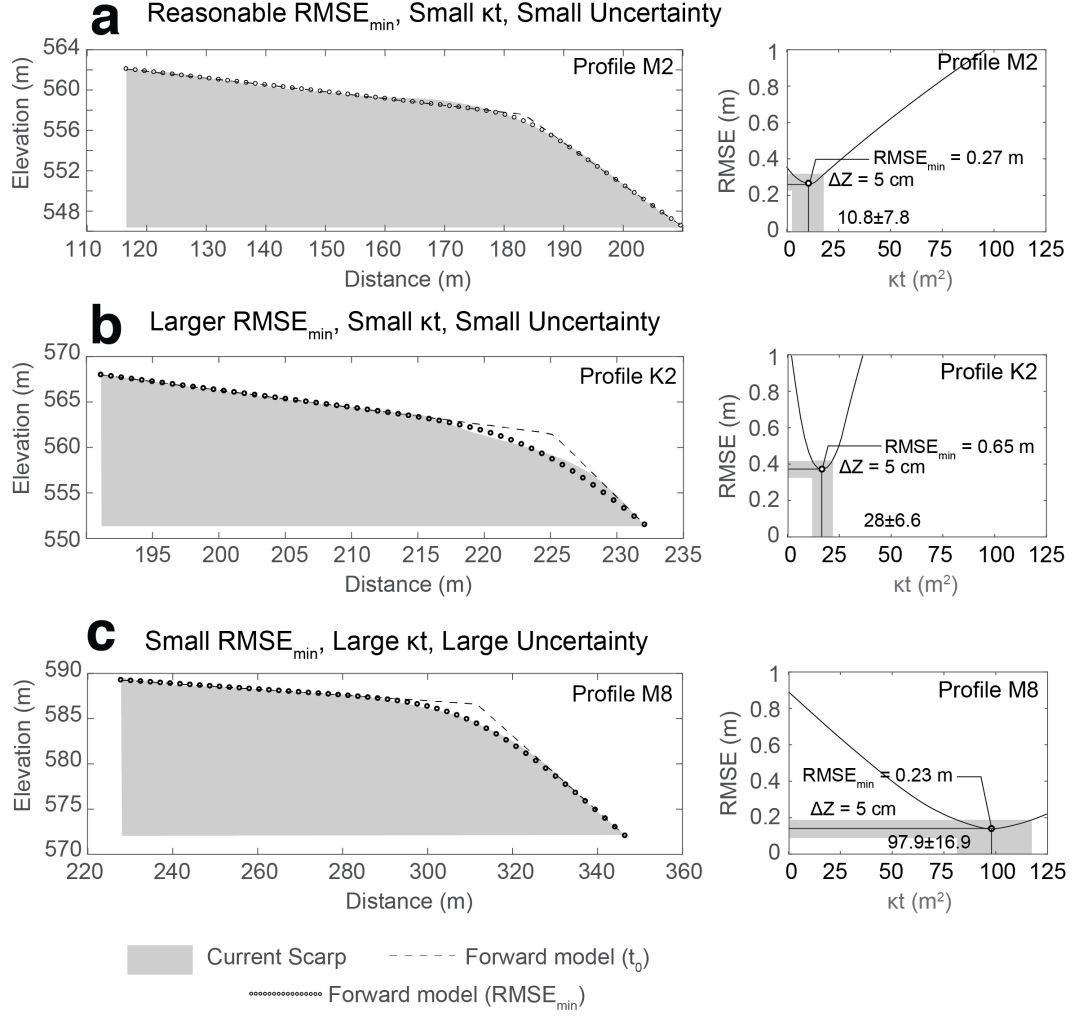 a Reasonable RMSEmin, Small κt, Small Uncertainty
564
560
556
552
548
Elevation (m)
Profile M2
110 120 130 140 150 160 170 180 190 200
Distance (m)
1
0.8
0.6
0.4
0.2
0
RMSE (m)
Profile M2
RMSEmin = 0.27 m
ΔZ = 5 cm
10.8±7.8
0 25 50 75 100 125
κt (m²)
b Larger RMSEmin, Small κt, Small Uncertainty
570
565
560
555
550
Elevation (m)
Profile K2
195 200 205 210 215 220 225 230 235
Distance (m)
1
0.8
0.6
0.4
0.2
0
RMSE (m)
Profile K2
RMSEmin = 0.65 m
ΔZ = 5 cm
28±6.6
0 25 50 75 100 125
κt (m²)
c Small RMSEmin, Large κt, Large Uncertainty
590
585
580
575
570
Elevation (m)
Profile M8
220 240 260 280 300 320 340 360
Distance (m)
1
0.8
0.6
0.4
0.2
0
RMSE (m)
Profile M8
RMSEmin = 0.23 m
ΔZ = 5 cm
97.9±16.9
0 25 50 75 100 125
κt (m²)
Current Scarp
Forward model (t₀)
Forward model (RMSEmin)